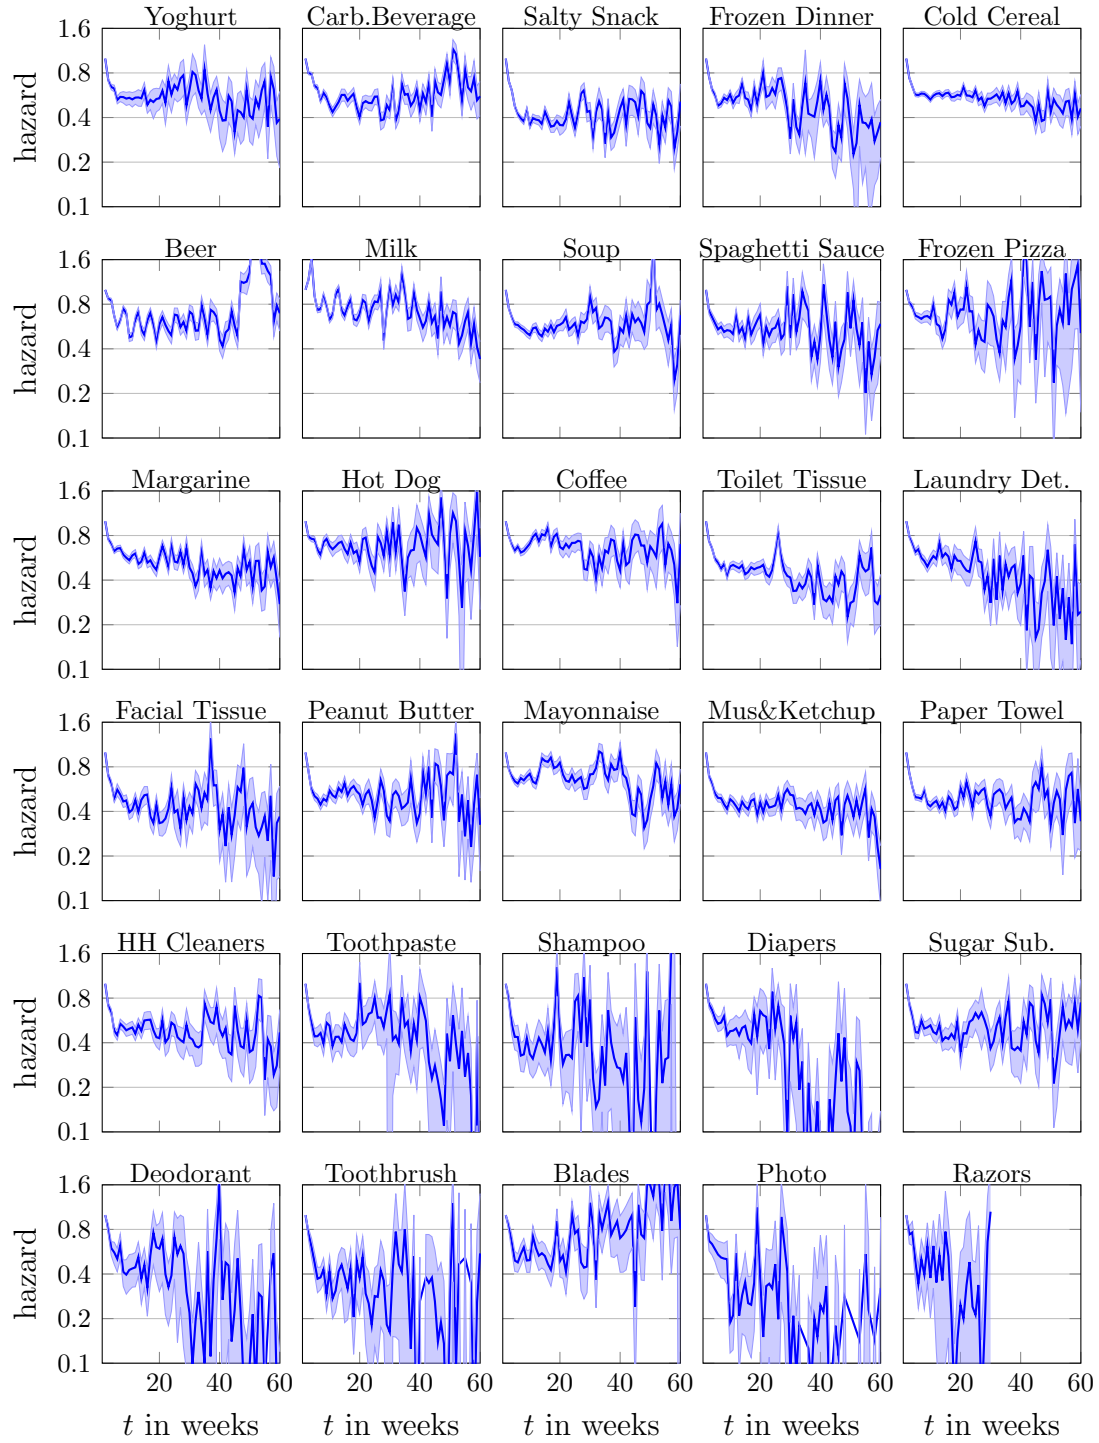 Yoghurt Carb.Beverage Salty Snack Frozen Dinner Cold Cereal
1.6
0.8
0.4
0.2
0.1
hazard
Beer Milk Soup Spaghetti Sauce Frozen Pizza
1.6
0.8
0.4
0.2
0.1
hazard
Margarine Hot Dog Coffee Toilet Tissue Laundry Det.
1.6
0.8
0.4
0.2
0.1
hazard
Facial Tissue Peanut Butter Mayonnaise Mus&Ketchup Paper Towel
1.6
0.8
0.4
0.2
0.1
hazard
HH Cleaners Toothpaste Shampoo Diapers Sugar Sub.
1.6
0.8
0.4
0.2
0.1
hazard
Deodorant Toothbrush Blades Photo Razors
1.6
0.8
0.4
0.2
0.1
hazard
20 40 60 20 40 60 20 40 60 20 40 60 20 40 60
t in weeks t in weeks t in weeks t in weeks t in weeks